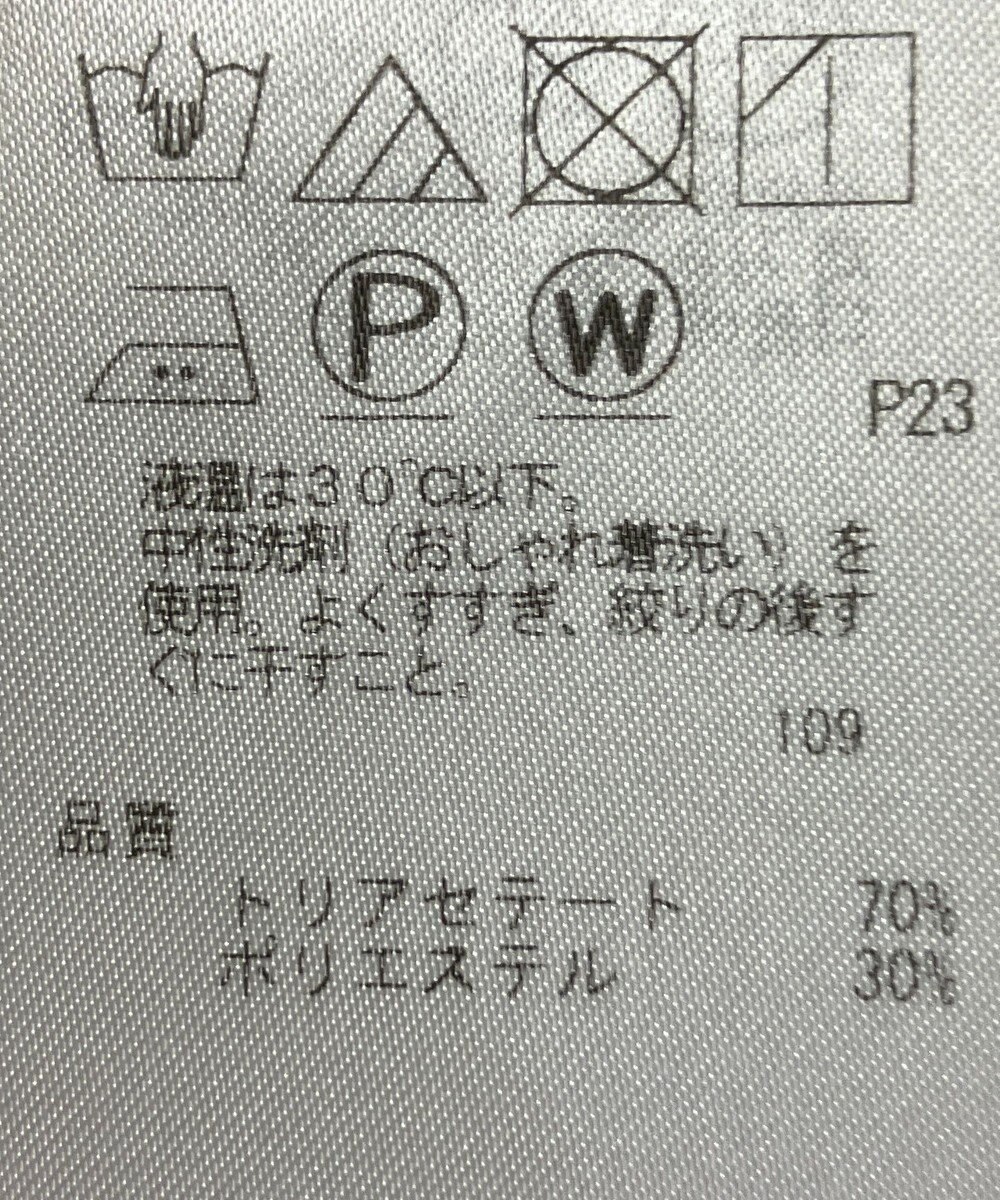 P W
P23
液温は30℃以下。
中性洗剤（おしゃれ着洗い）を
使用。よくすすぎ、絞りの後す
ぐに干すこと。
109
品質
トリアセテート 70%
ポリエステル 30%